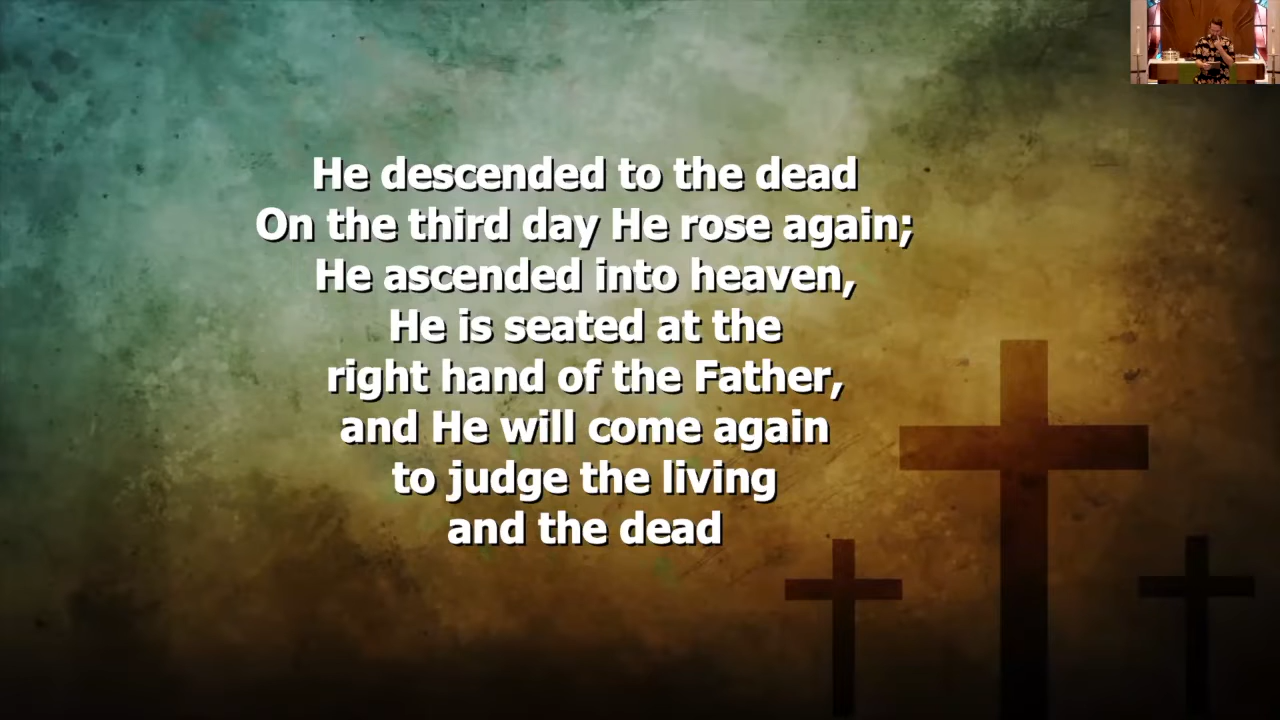 He descended to the dead
On the third day He rose again;
He ascended into heaven,
He is seated at the
right hand of the Father,
and He will come again
to judge the living
and the dead